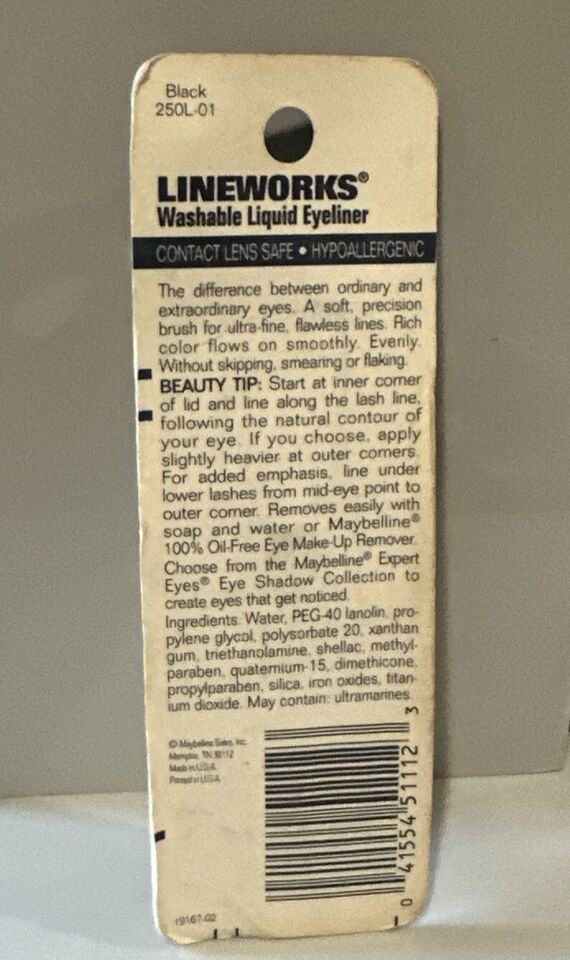 Black
250L-01
LINEWORKS®
Washable Liquid Eyeliner
CONTACT LENS SAFE • HYPOALLERGENIC
The difference between ordinary and
extraordinary eyes. A soft, precision
brush for ultra-fine, flawless lines. Rich
color flows on smoothly. Evenly.
Without skipping, smearing or flaking.
BEAUTY TIP: Start at inner corner
of lid and line along the lash line,
following the natural contour of
your eye. If you choose, apply
slightly heavier at outer corners.
For added emphasis, line under
lower lashes from mid-eye point to
outer corner. Removes easily with
soap and water or Maybelline®
100% Oil-Free Eye Make-Up Remover.
Choose from the Maybelline® Expert
Eyes® Eye Shadow Collection to
create eyes that get noticed.
Ingredients: Water, PEG-40 lanolin, pro-
pylene glycol, polysorbate 20, xanthan
gum, triethanolamine, shellac, methyl-
paraben, quaternium-15, dimethicone,
propylparaben, silica, iron oxides, titan-
ium dioxide. May contain: ultramarines.
© Maybelline Sales, Inc.
Memphis, TN 38112
Made in U.S.A.
Printed in U.S.A.
0 41554 51112 3
19167-02